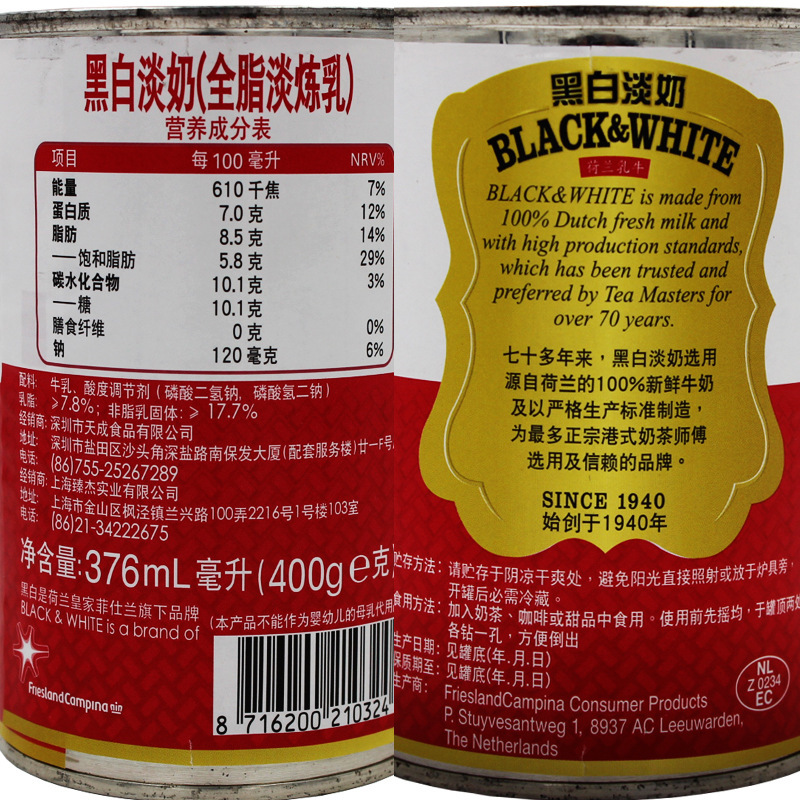 黑白淡奶(全脂淡炼乳)
营养成分表
项目 每100毫升 NRV%
能量 610 千焦 7%
蛋白质 7.0 克 12%
脂肪 8.5 克 14%
——饱和脂肪 5.8 克 29%
碳水化合物 10.1 克 3%
——糖 10.1 克
膳食纤维 0 克 0%
钠 120 毫克 6%
配料: 牛乳、酸度调节剂 (磷酸二氢钠, 磷酸氢二钠)
乳脂: ≥7.8%; 非脂乳固体: ≥ 17.7%
经销商: 深圳市天成食品有限公司
地址: 深圳市盐田区沙头角深盐路南保发大厦(配套服务楼)廿一F号
电话: (86)755-25267289
经销商: 上海臻杰实业有限公司
地址: 上海市金山区枫泾镇兰兴路100弄2216号1号楼103室
电话: (86)21-34222675
净含量: 376mL 毫升 (400g e 克
黑白是荷兰皇家菲仕兰旗下品牌
BLACK & WHITE is a brand of
(本产品不能作为婴幼儿的母乳代用
FrieslandCampina
8 716200 210324
黑白淡奶
BLACK&WHITE
荷兰乳牛
BLACK&WHITE is made from
100% Dutch fresh milk and
with high production standards,
which has been trusted and
preferred by Tea Masters for
over 70 years.
七十多年来，黑白淡奶选用
源自荷兰的100%新鲜牛奶
及以严格生产标准制造，
为最多正宗港式奶茶师傅
选用及信赖的品牌。
SINCE 1940
始创于1940年
贮存方法: 请贮存于阴凉干爽处，避免阳光直接照射或放于炉具旁，
开罐后必需冷藏。
食用方法: 加入奶茶、咖啡或甜品中食用。使用前先摇均，于罐顶两处
各钻一孔，方便倒出
生产日期: 见罐底(年.月.日)
保质期至: 见罐底(年.月.日)
生产商: FrieslandCampina Consumer Products
P. Stuyvesantweg 1, 8937 AC Leeuwarden,
The Netherlands
NL
Z 0234
EC